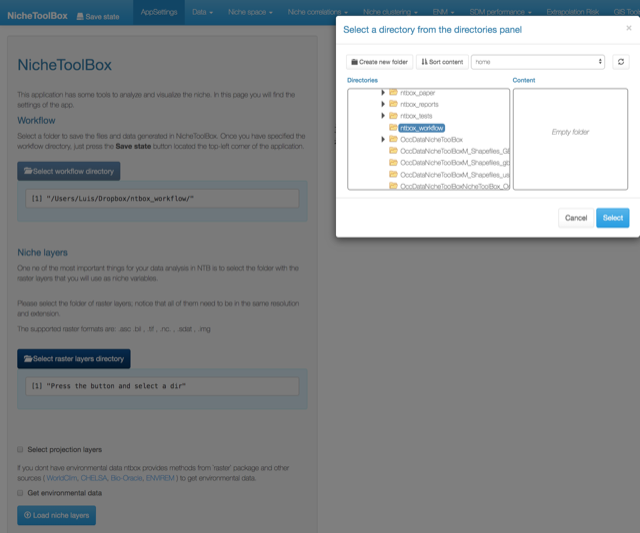 NicheToolBox
Save state
AppSettings
Data
Niche space
Niche correlations
Niche clustering
ENM
SDM performance
Extrapolation Risk
GIS Tools
NicheToolBox
This application has some tools to analyze and visualize the niche. In this page you will find the
settings of the app.
Workflow
Select a folder to save the files and data generated in NicheToolBox. Once you have specified the
workflow directory, just press the Save state button located the top-left corner of the application.
Select workflow directory
[1] "/Users/Luis/Dropbox/ntbox_workflow/"
Niche layers
One ne of the most important things for your data analysis in NTB is to select the folder with the
raster layers that you will use as niche variables.
Please select the folder of raster layers; notice that all of them need to be in the same resolution
and extension.
The supported raster formats are: .asc .bil , .tif , .nc, , .sdat , .img
Select raster layers directory
[1] "Press the button and select a dir"
Select projection layers
If you dont have environmental data ntbox provides methods from 'raster' package and other
sources ( WorldClim, CHELSA, Bio-Oracle, ENVIREM ) to get environmental data.
Get environmental data
Load niche layers
Select a directory from the directories panel
×
Create new folder
Sort content
home
Directories
Content
ntbox_paper
ntbox_reports
ntbox_tests
ntbox_workflow
OccDataNicheToolBox
OccDataNicheToolBoxM_Shapefiles_GB
OccDataNicheToolBoxM_Shapefiles_gb
OccDataNicheToolBoxM_Shapefiles_us
OccDataNicheToolBoxNicheToolBox_O
Empty folder
Cancel
Select